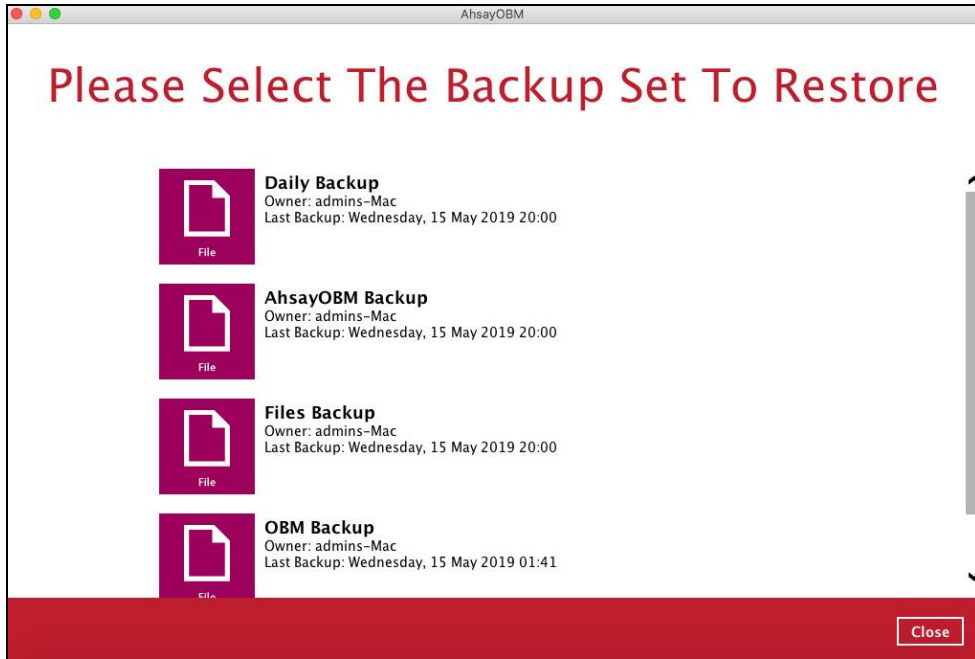 AhsayOBM
Please Select The Backup Set To Restore
Daily Backup
Owner: admins-Mac
Last Backup: Wednesday, 15 May 2019 20:00
File
AhsayOBM Backup
Owner: admins-Mac
Last Backup: Wednesday, 15 May 2019 20:00
File
Files Backup
Owner: admins-Mac
Last Backup: Wednesday, 15 May 2019 20:00
File
OBM Backup
Owner: admins-Mac
Last Backup: Wednesday, 15 May 2019 01:41
File
Close